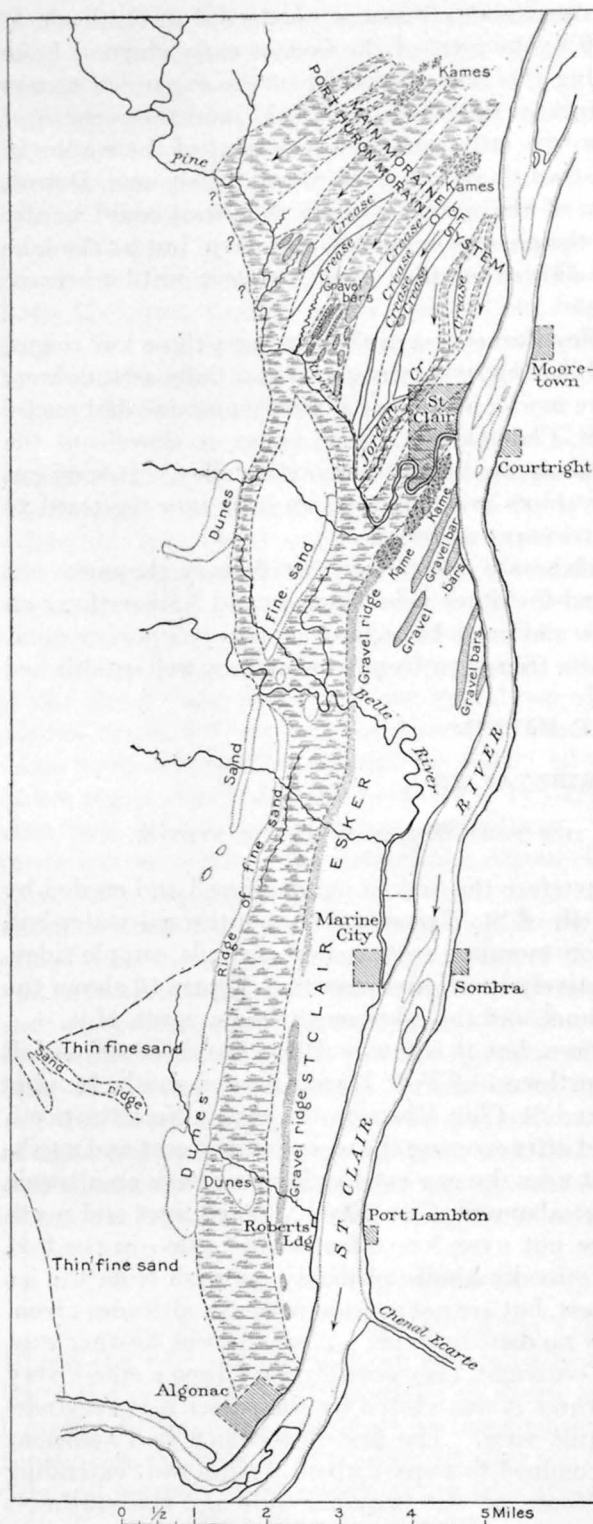 Kames
MAIN MORAINE OF
PORT HURON MORAINIC SYSTEM
Pine
Kames
Crease
?
Crease
Crease
Crease
Crease
Crease
Gravel
bars
Moore-
town
St
Clair
Courtright
Dunes
Fine sand
Kame
Kame
Gravel bar
Gravel ridge
Gravel
bars
Gravel bars
Belle
River
Sand
Ridge of fine sand
ST CLAIR ESKER
Marine
City
Sombra
Thin fine sand
Sand
Ridge
Dunes
Gravel ridge
Dunes
Roberts
Ldg
Port Lambton
ST CLAIR RIVER
Thin fine sand
Chenal Ecarte
Algonac
0 ½ 1 2 3 4 5 Miles